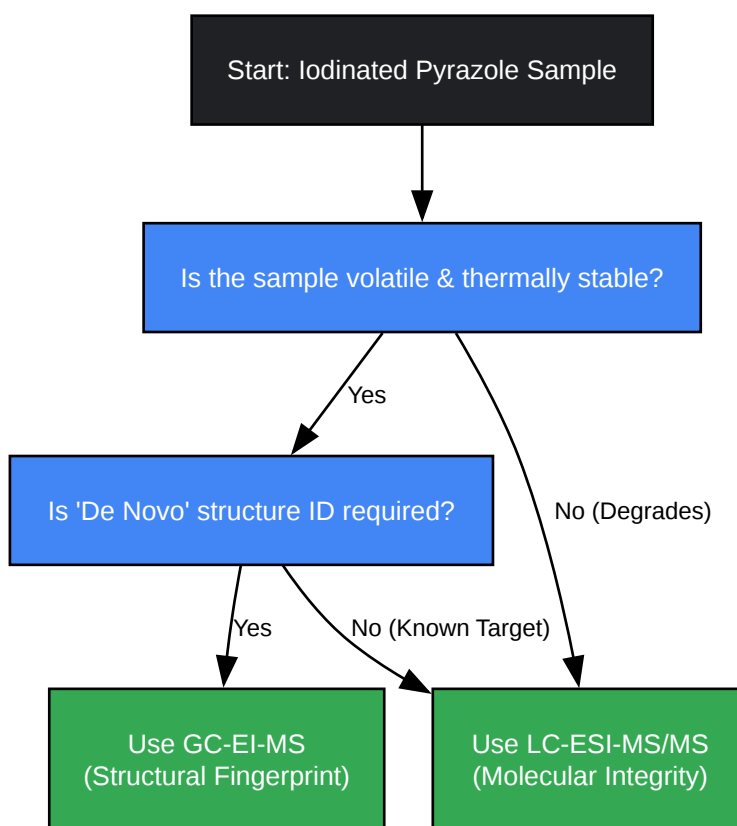 Start: Iodinated Pyrazole Sample
Is the sample volatile & thermally stable?
Yes
Is 'De Novo' structure ID required?
No (Degrades)
Yes
No (Known Target)
Use GC-EI-MS
(Structural Fingerprint)
Use LC-ESI-MS/MS
(Molecular Integrity)